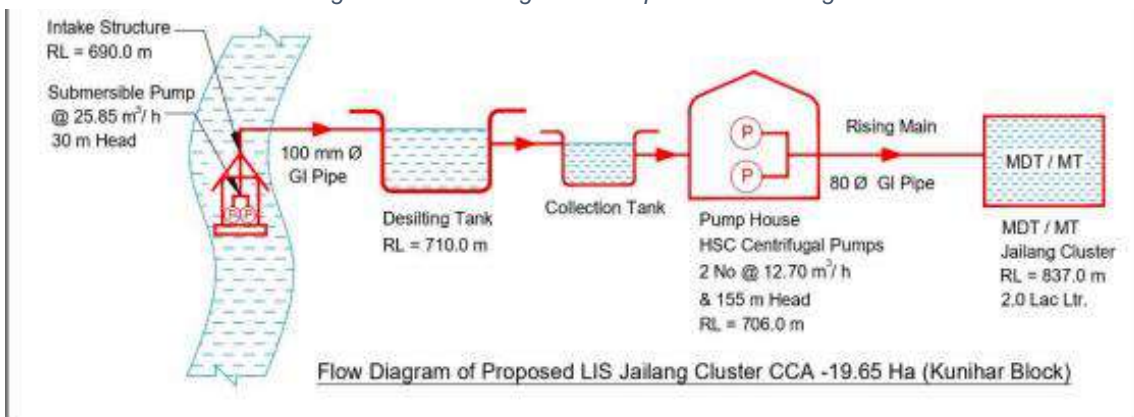 Intake Structure
RL = 690.0 m
Submersible Pump
@ 25.85 m³/ h
30 m Head
P P
100 mm Ø
GI Pipe
Desilting Tank
RL = 710.0 m
Collection Tank
P
P
Pump House
HSC Centrifugal Pumps
2 No @ 12.70 m³/ h
& 155 m Head
RL = 706.0 m
Rising Main
80 Ø GI Pipe
MDT / MT
MDT / MT
Jailang Cluster
RL = 837.0 m
2.0 Lac Ltr.
Flow Diagram of Proposed LIS Jailang Cluster CCA -19.65 Ha (Kunihar Block)